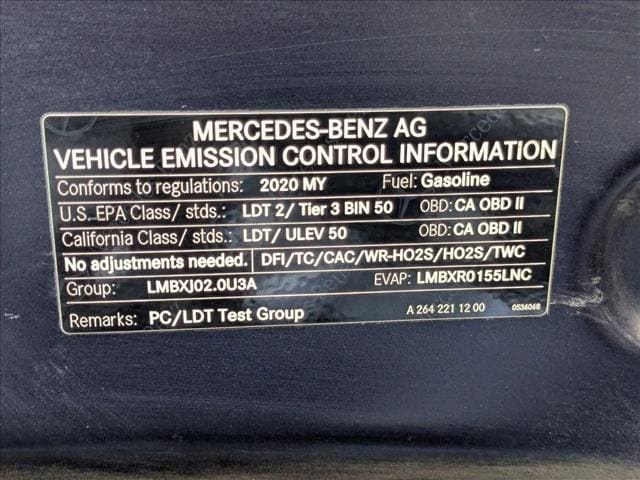 MERCEDES-BENZ AG
VEHICLE EMISSION CONTROL INFORMATION
Conforms to regulations: 2020 MY Fuel: Gasoline
U.S. EPA Class/ stds.: LDT 2/ Tier 3 BIN 50 OBD: CA OBD II
California Class/ stds.: LDT/ ULEV 50 OBD: CA OBD II
No adjustments needed. DFI/TC/CAC/WR-HO2S/HO2S/TWC
Group: LMBXJ02.0U3A EVAP: LMBXR0155LNC
Remarks: PC/LDT Test Group A 264 221 12 00 0536068